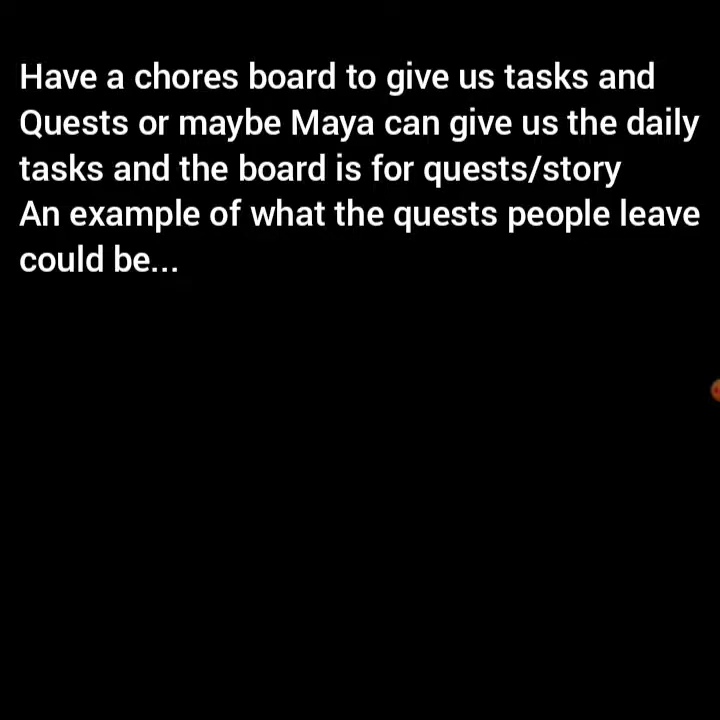 Have a chores board to give us tasks and
Quests or maybe Maya can give us the daily
tasks and the board is for quests/story
An example of what the quests people leave
could be...